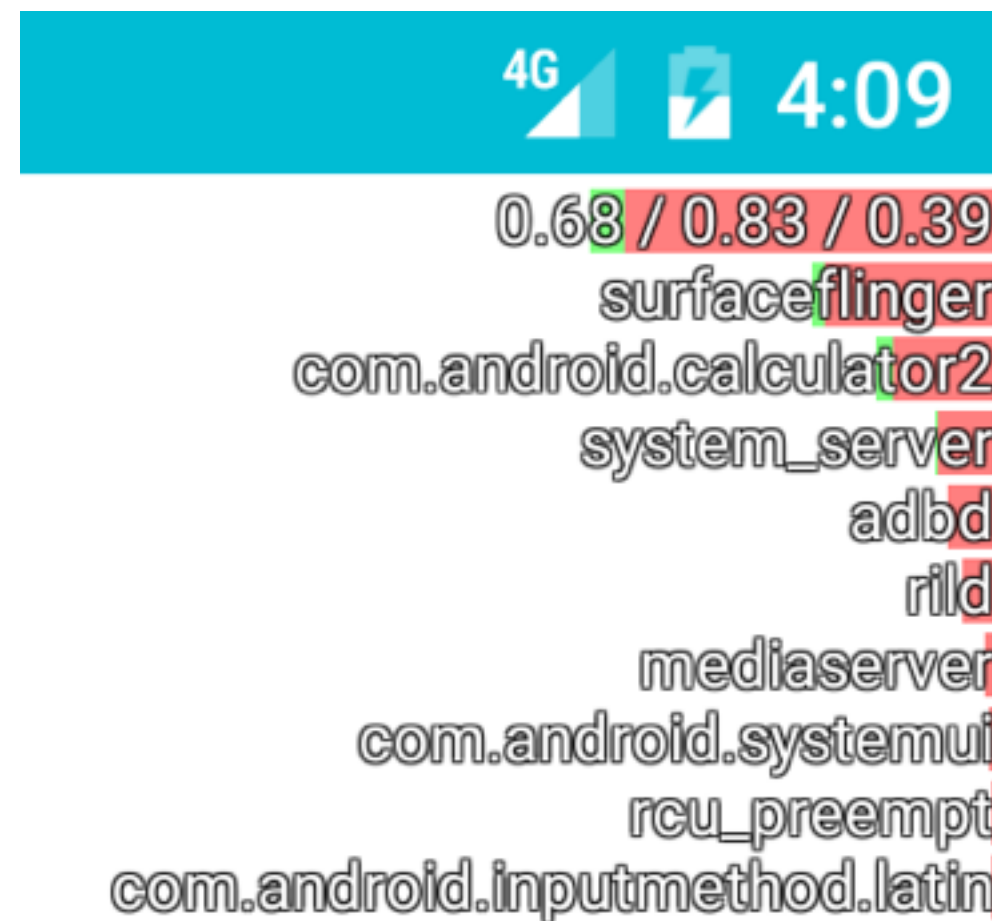 4G 4:09
0.68 / 0.83 / 0.39
surfaceflinger
com.android.calculator2
system_server
adbd
rild
mediaserver
com.android.systemui
rcu_preempt
com.android.inputmethod.latin